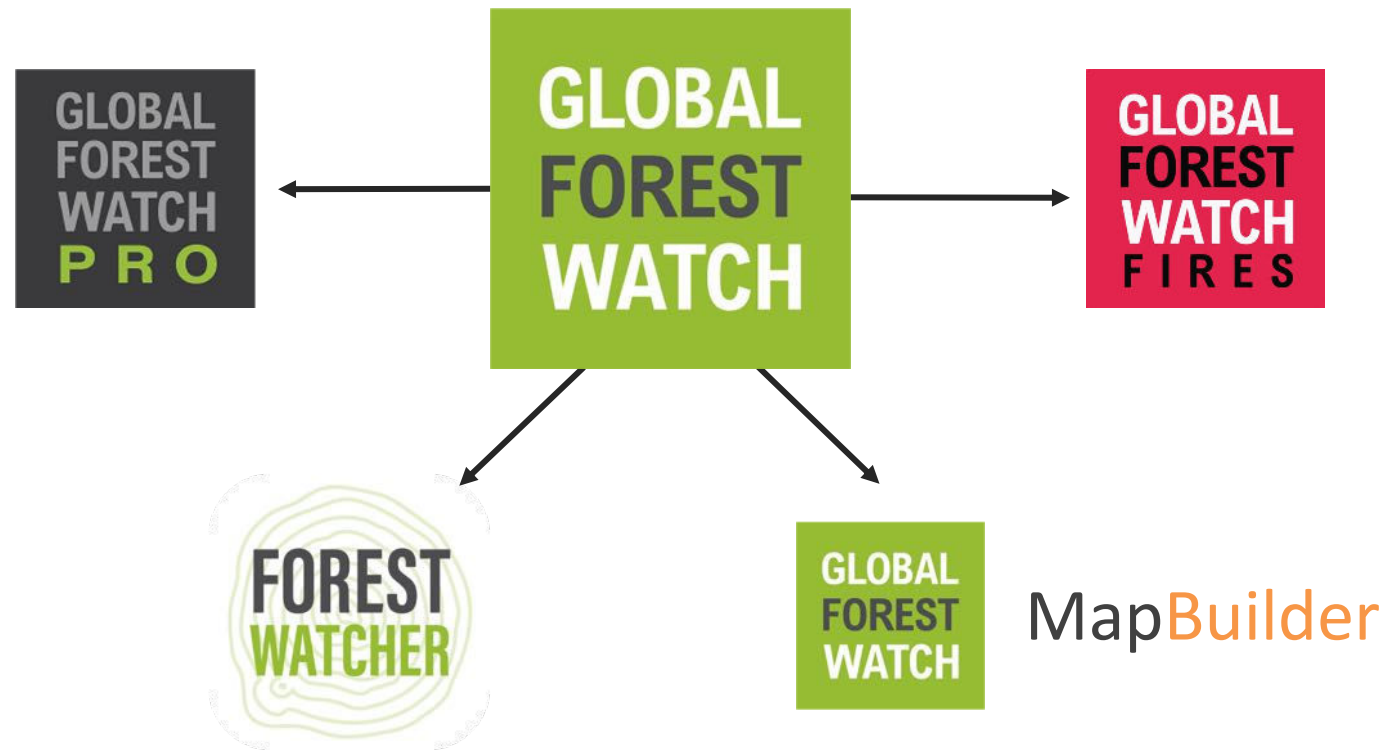 GLOBAL
FOREST
WATCH
PRO
GLOBAL
FOREST
WATCH
GLOBAL
FOREST
WATCH
FIRES
FOREST
WATCHER
GLOBAL
FOREST
WATCH
MapBuilder